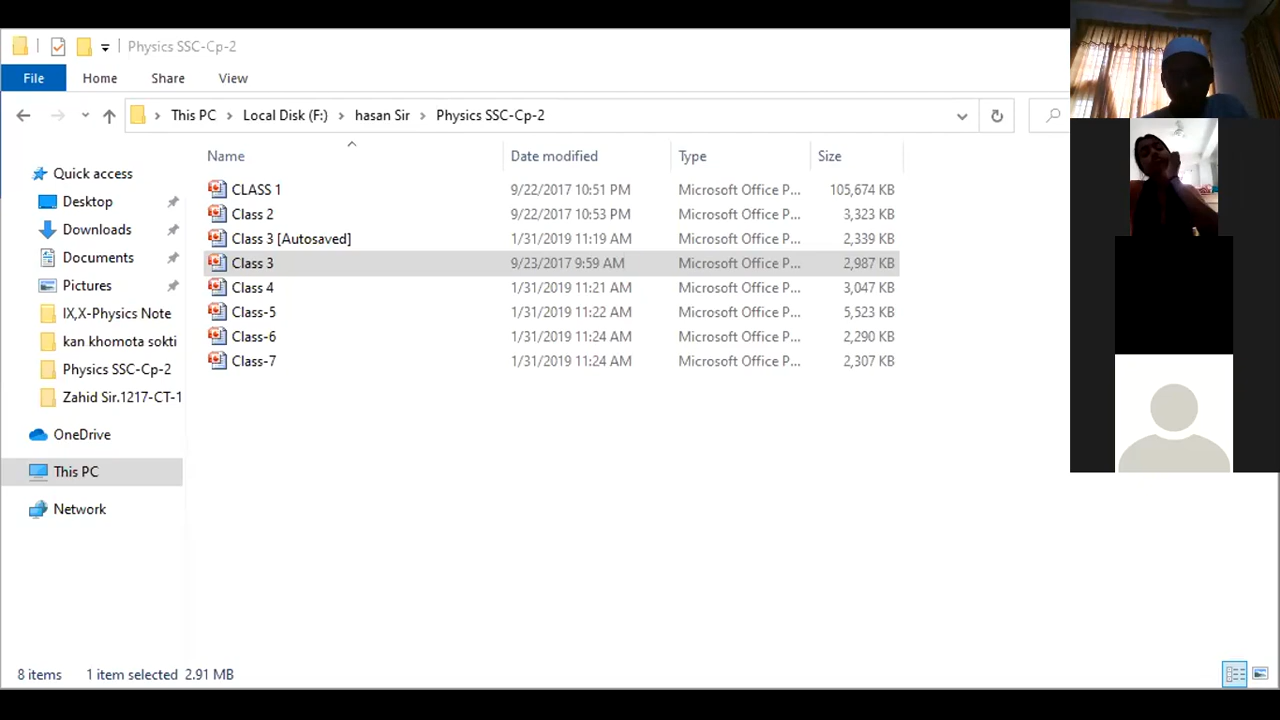 Physics SSC-Cp-2
File Home Share View
This PC Local Disk (F:) hasan Sir Physics SSC-Cp-2
Name Date modified Type Size
Quick access
Desktop
Downloads
Documents
Pictures
IX,X-Physics Note
kan khomota sokti
Physics SSC-Cp-2
Zahid Sir.1217-CT-1
OneDrive
This PC
Network
CLASS 1 9/22/2017 10:51 PM Microsoft Office P... 105,674 KB
Class 2 9/22/2017 10:53 PM Microsoft Office P... 3,323 KB
Class 3 [Autosaved] 1/31/2019 11:19 AM Microsoft Office P... 2,339 KB
Class 3 9/23/2017 9:59 AM Microsoft Office P... 2,987 KB
Class 4 1/31/2019 11:21 AM Microsoft Office P... 3,047 KB
Class-5 1/31/2019 11:22 AM Microsoft Office P... 5,523 KB
Class-6 1/31/2019 11:24 AM Microsoft Office P... 2,290 KB
Class-7 1/31/2019 11:24 AM Microsoft Office P... 2,307 KB
8 items 1 item selected 2.91 MB